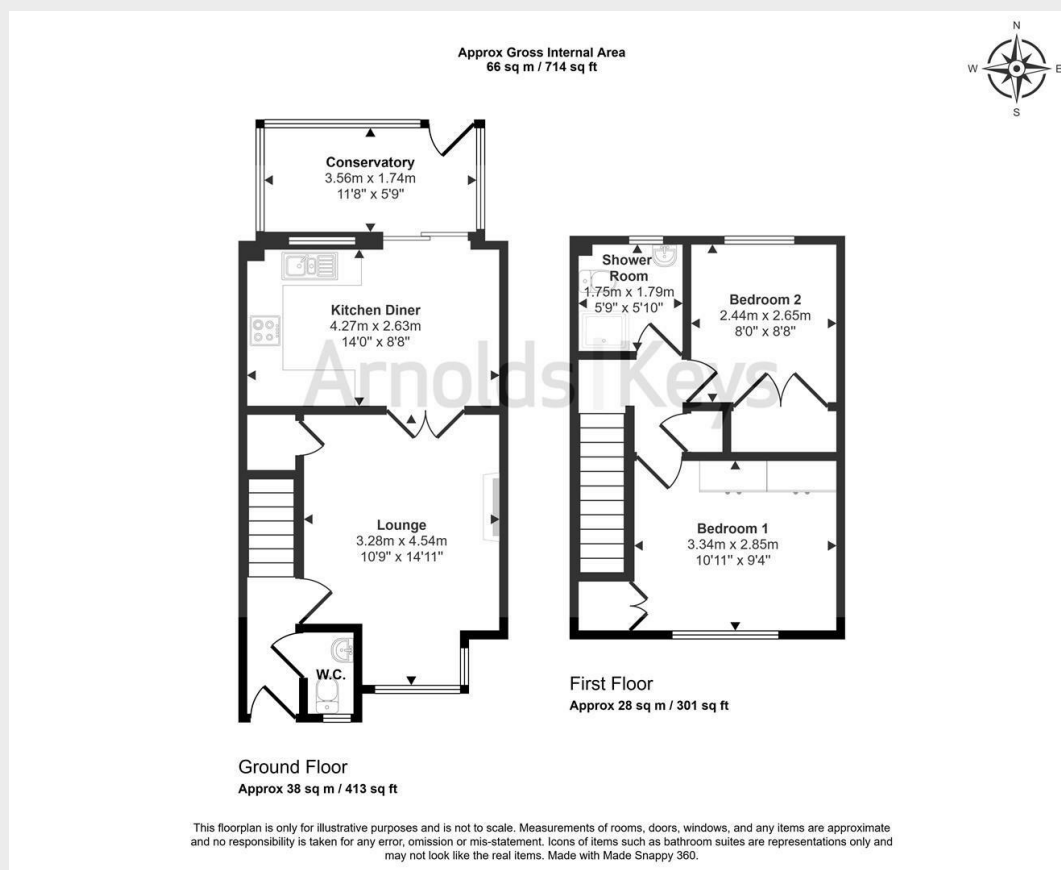 Approx Gross Internal Area
66 sq m / 714 sq ft
N
W
E
S
Conservatory
3.56m x 1.74m
11'8" x 5'9"
Kitchen Diner
4.27m x 2.63m
14'0" x 8'8"
Shower
Room
1.75m x 1.79m
5'9" x 5'10"
Bedroom 2
2.44m x 2.65m
8'0" x 8'8"
Arnolds|Keys
Lounge
3.28m x 4.54m
10'9" x 14'11"
Bedroom 1
3.34m x 2.85m
10'11" x 9'4"
W.C.
First Floor
Approx 28 sq m / 301 sq ft
Ground Floor
Approx 38 sq m / 413 sq ft
This floorplan is only for illustrative purposes and is not to scale. Measurements of rooms, doors, windows, and any items are approximate
and no responsibility is taken for any error, omission or mis-statement. Icons of items such as bathroom suites are representations only and
may not look like the real items. Made with Made Snappy 360.